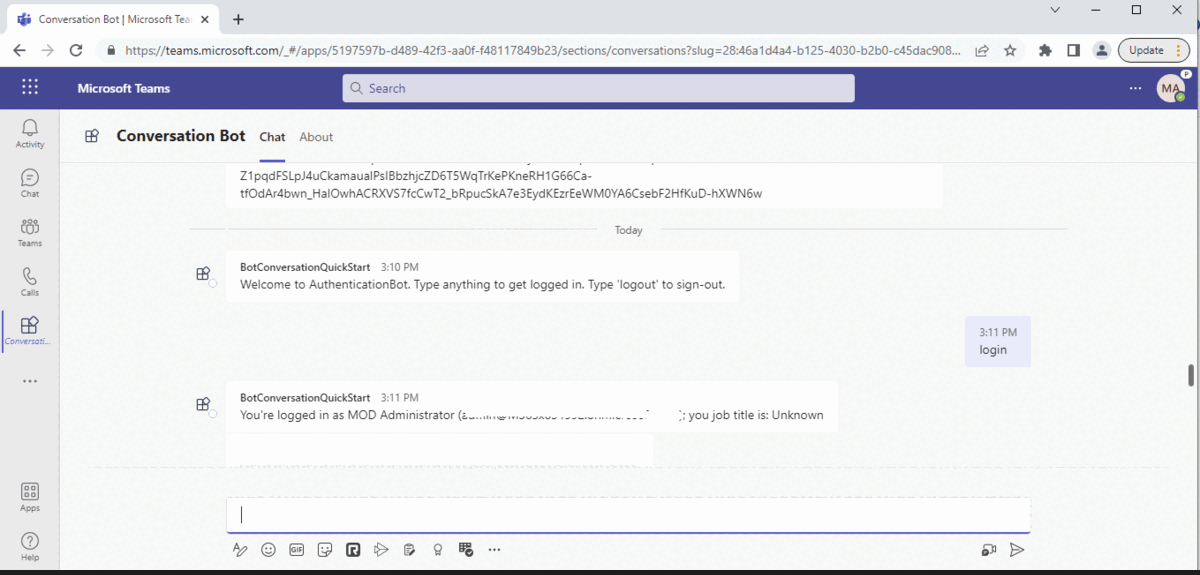 Conversation Bot | Microsoft Tea
https://teams.microsoft.com/_#/apps/5197597b-d489-42f3-aa0f-f48117849b23/sections/conversations?slug=28:46a1d4a4-b125-4030-b2b0-c45dac908...
Update
Microsoft Teams
Search
MA
P
Activity
Chat
Teams
Calls
Conversati...
Apps
Help
Conversation Bot
Chat
About
Z1pqdFSLpJ4uCkamauaIPsIBbzhjcZD6T5WqTrKePKneRH1G66Ca-
tfOdAr4bwn_HaIOwhACRXVS7fcCwT2_bRpucSkA7e3EydKEzrEeWM0YA6CsebF2HfKuD-hXWN6w
Today
BotConversationQuickStart 3:10 PM
Welcome to AuthenticationBot. Type anything to get logged in. Type 'logout' to sign-out.
3:11 PM
login
BotConversationQuickStart 3:11 PM
You're logged in as MOD Administrator ( ); you job title is: Unknown
GIF